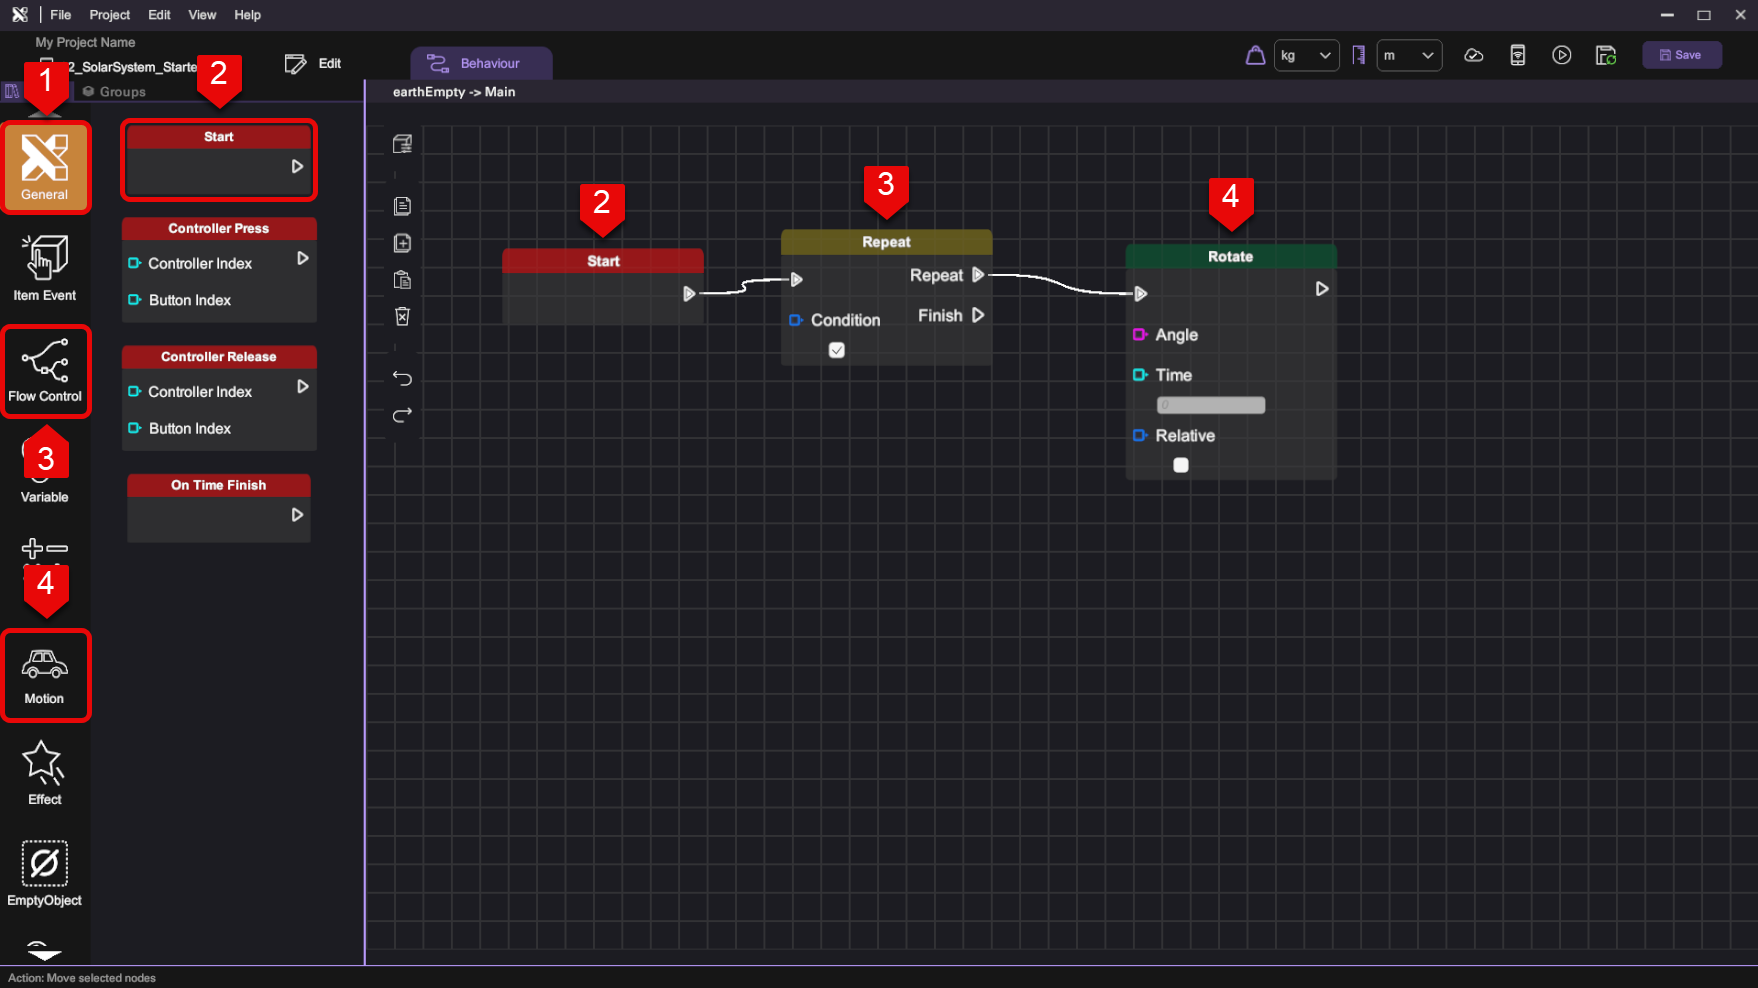 File Project Edit View Help
My Project Name
2_SolarSystem_Starte
Edit
Behaviour
kg
m
Save
Groups
earthEmpty -> Main
1
2
General
Item Event
Flow Control
3
Variable
4
Motion
Effect
EmptyObject
Start
Controller Press
Controller Index
Button Index
Controller Release
Controller Index
Button Index
On Time Finish
2
Start
3
Repeat
Repeat
Condition
Finish
4
Rotate
Angle
Time
0
Relative
Action: Move selected nodes